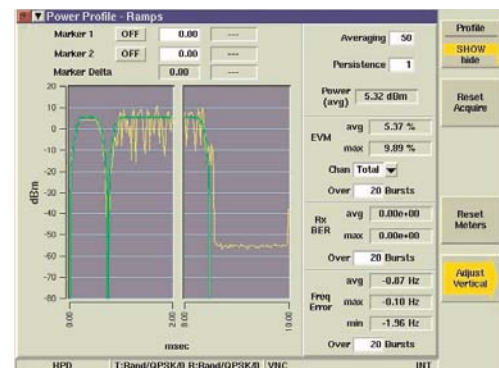 Power Profile - Ramps
Marker 1 OFF 0.00 ----
Marker 2 OFF 0.00 ----
Marker Delta 0.00 ----
20
10
0
-10
-20
-30
-40
-50
-60
-70
-80
dBm
0.00
2.00
8.00
10.00
msec
Averaging 50
Persistence 1
Power (avg) 5.32 dBm
EVM
avg 5.37 %
max 9.89 %
Chan Total
Over 20 Bursts
Rx BER
avg 0.00e+00
max 0.00e+00
Over 20 Bursts
Freq Error
avg -0.87 Hz
max -0.10 Hz
min -1.96 Hz
Over 20 Bursts
Profile
SHOW
hide
Reset
Acquire
Reset
Meters
Adjust
Vertical
HPD T:Rand/QPSK/0 R:Rand/QPSK/0 VNC INT